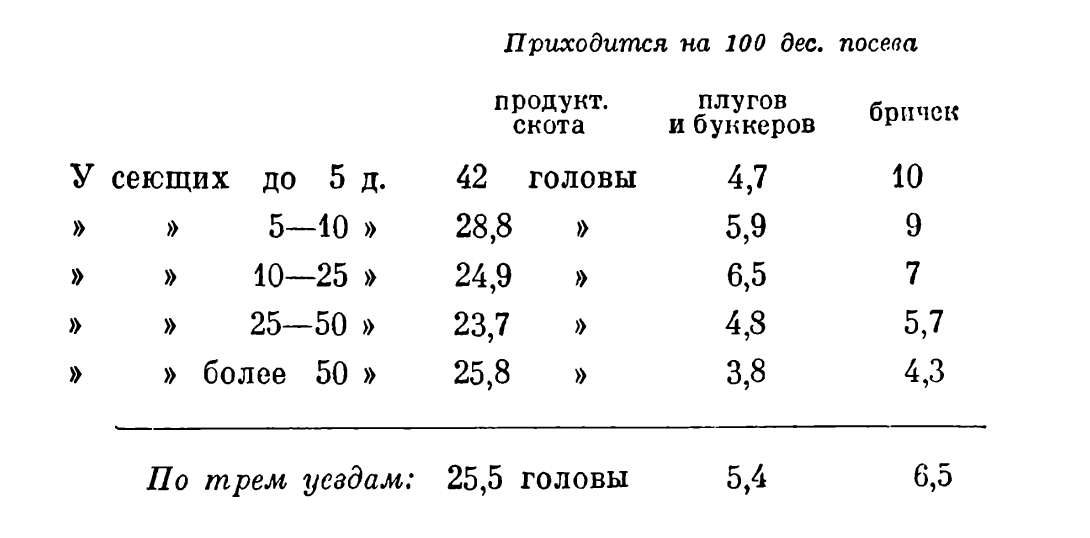 Приходится на 100 дес. посева
продукт. плугов бричек
скота и буккеров
У сеющих до 5 д. 42 головы 4,7 10
» » 5—10 » 28,8 » 5,9 9
» » 10—25 » 24,9 » 6,5 7
» » 25—50 » 23,7 » 4,8 5,7
» » более 50 » 25,8 » 3,8 4,3
По трем уездам: 25,5 головы 5,4 6,5